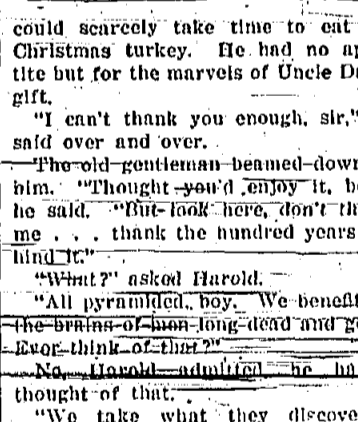 could scarcely take time to eat
Christmas turkey. He had no ap
tite but for the marvels of Uncle D
gift.
"I can't thank you enough, sir,"
said over and over.
The old gentleman beamed down
him. "Thought you'd enjoy it, b
he said. "But look here, don't th
me . . . thank the hundred years
hind it."
"What?" asked Harold.
"All pyramided, boy. We benefit
the brains of men long dead and g
Ever think of that?"
No, Harold admitted he ha
thought of that.
"We take what they discove